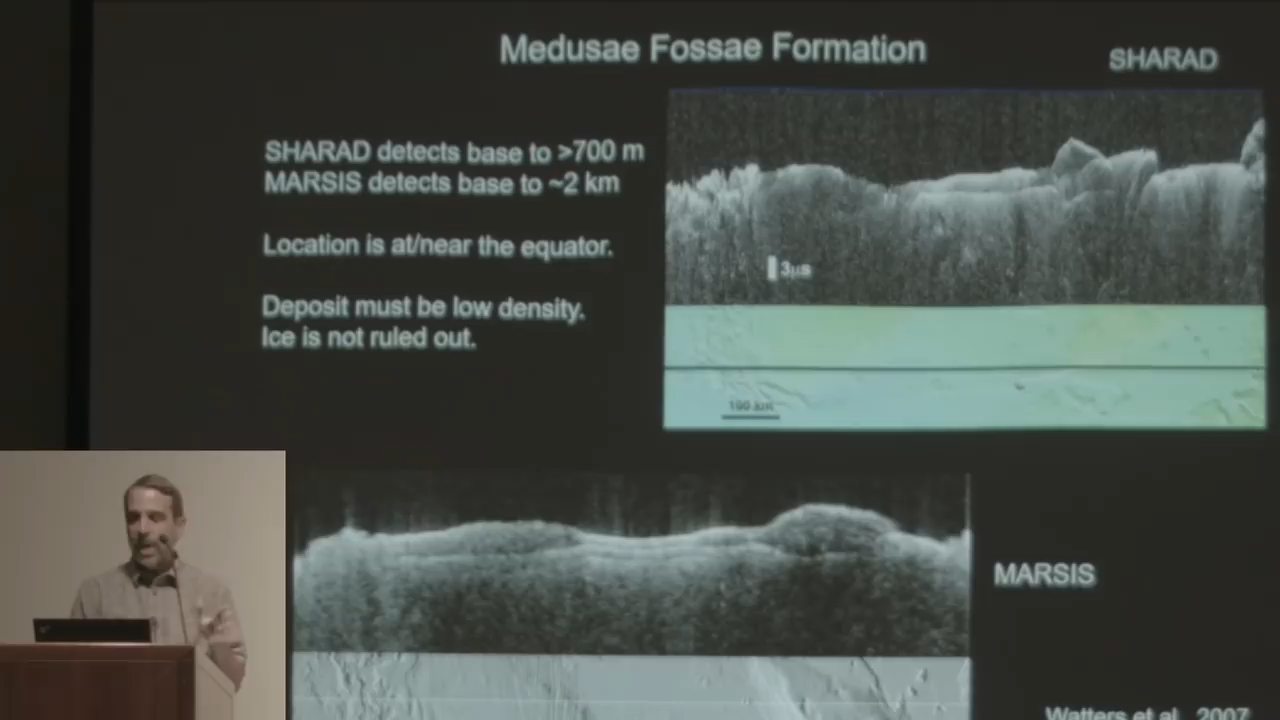 Medusae Fossae Formation
SHARAD
SHARAD detects base to >700 m
MARSIS detects base to ~2 km
Location is at/near the equator.
Deposit must be low density.
Ice is not ruled out.
3μs
100 km
MARSIS
Watters et al., 2007